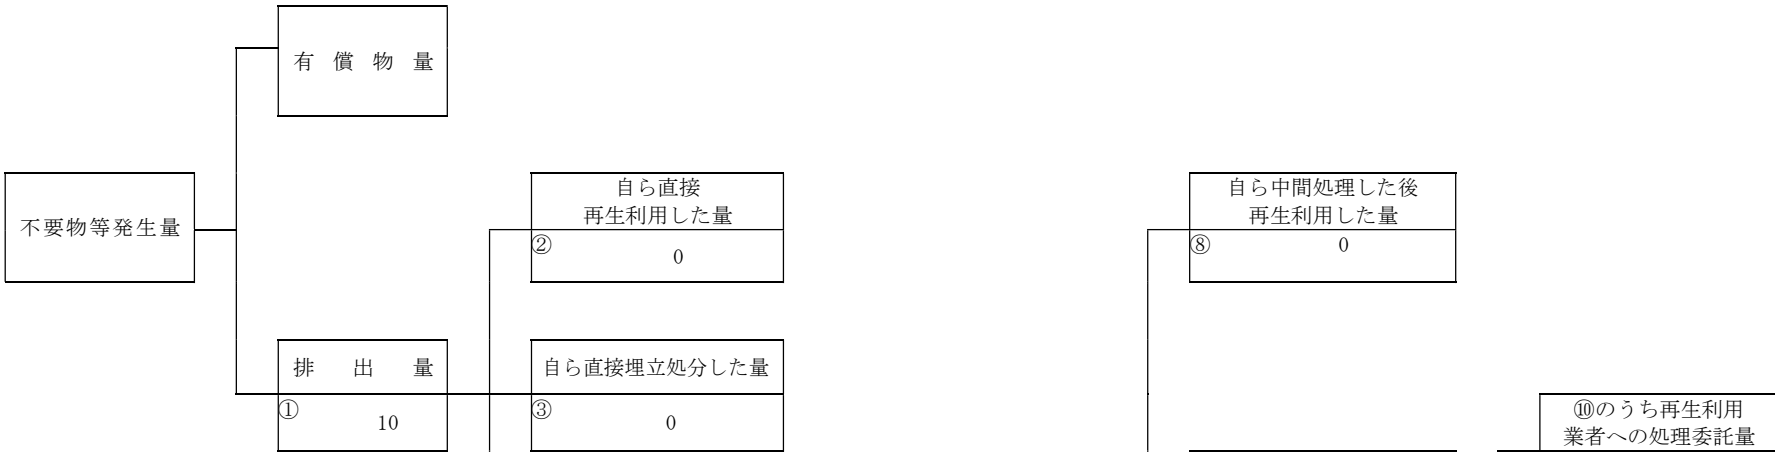 有 償 物 量
不要物等発生量
自ら直接
再生利用した量
②
0
自ら中間処理した後
再生利用した量
⑧
0
排 出 量
①
10
自ら直接埋立処分した量
③
0
⑩のうち再生利用
業者への処理委託量